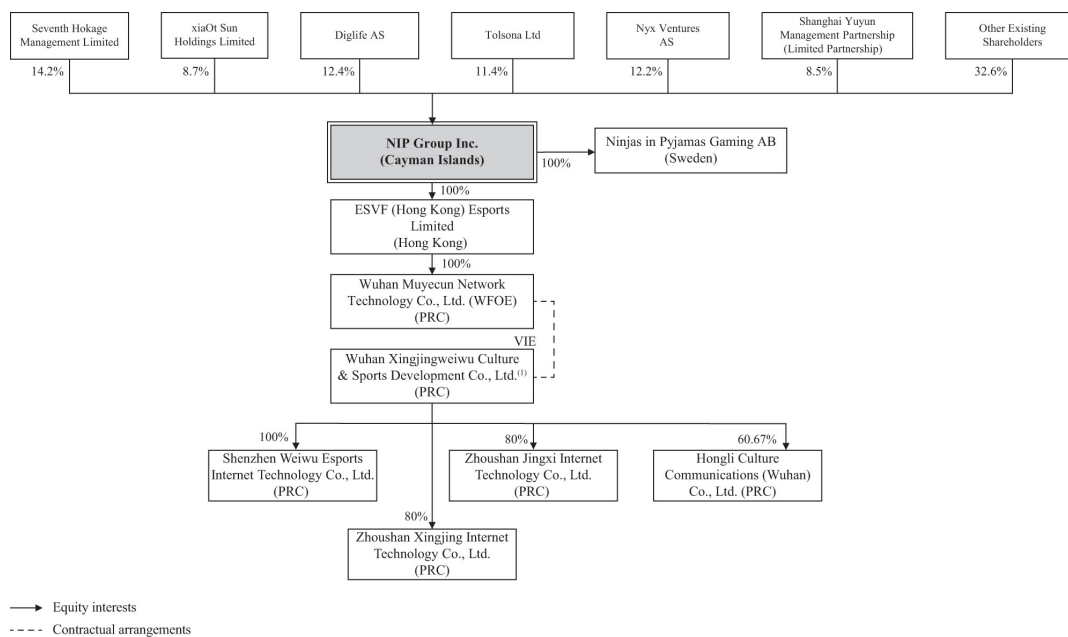 Seventh Hokage
Management Limited
xiaOt Sun
Holdings Limited
Diglife AS
Tolsona Ltd
Nyx Ventures
AS
Shanghai Yuyun
Management Partnership
(Limited Partnership)
Other Existing
Shareholders
14.2%
8.7%
12.4%
11.4%
12.2%
8.5%
32.6%
NIP Group Inc.
(Cayman Islands)
100%
Ninjas in Pyjamas Gaming AB
(Sweden)
100%
ESVF (Hong Kong) Esports
Limited
(Hong Kong)
100%
Wuhan Muyecun Network
Technology Co., Ltd. (WFOE)
(PRC)
VIE
Wuhan Xingjingweiwu Culture
& Sports Development Co., Ltd.(1)
(PRC)
100%
80%
60.67%
Shenzhen Weiwu Esports
Internet Technology Co., Ltd.
(PRC)
Zhoushan Jingxi Internet
Technology Co., Ltd.
(PRC)
Hongli Culture
Communications (Wuhan)
Co., Ltd. (PRC)
80%
Zhoushan Xingjing Internet
Technology Co., Ltd.
(PRC)
Equity interests
Contractual arrangements